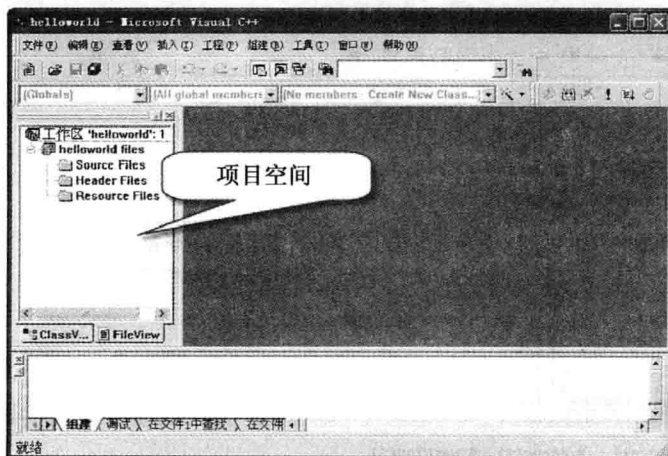 helloworld - Microsoft Visual C++
文件(F) 编辑(E) 查看(V) 插入(I) 工程(P) 组建(B) 工具(T) 窗口(W) 帮助(H)
(Globals) (All global members (No members - Create New Class...)
工作区 'helloworld': 1
helloworld files
Source Files
Header Files
Resource Files
项目空间
ClassV... FileView
组建 调试 在文件1中查找 在文件
就绪